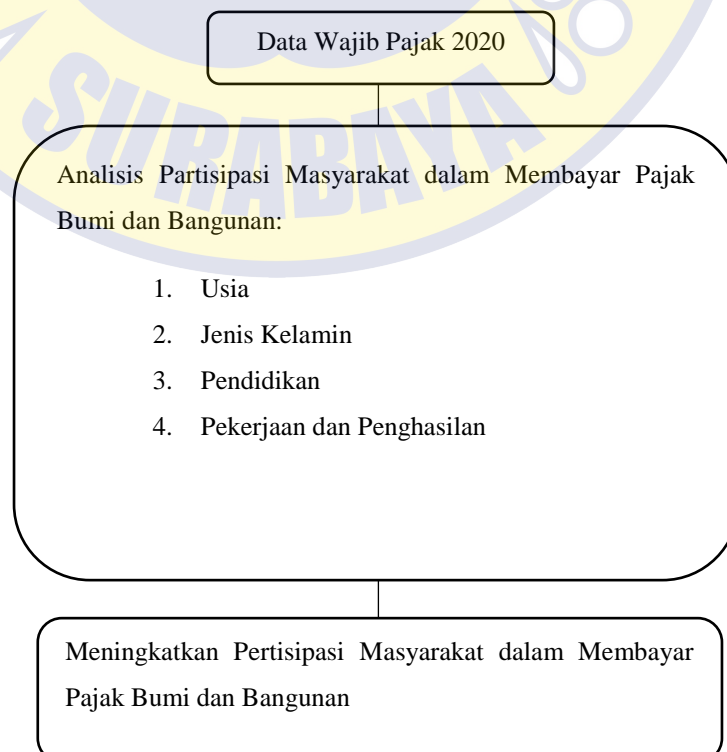 Data Wajib Pajak 2020
SURABAYA
Analisis Partisipasi Masyarakat dalam Membayar Pajak
Bumi dan Bangunan:
1. Usia
2. Jenis Kelamin
3. Pendidikan
4. Pekerjaan dan Penghasilan
Meningkatkan Pertisipasi Masyarakat dalam Membayar
Pajak Bumi dan Bangunan